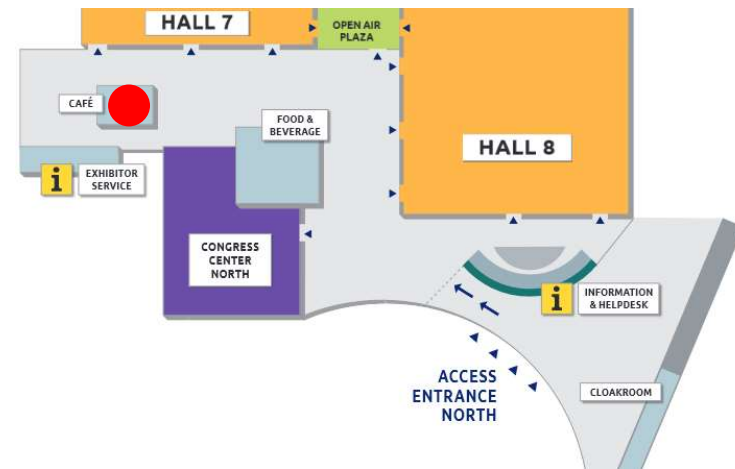 HALL 7
OPEN AIR
PLAZA
CAFÉ
FOOD &
BEVERAGE
HALL 8
i
EXHIBITOR
SERVICE
CONGRESS
CENTER
NORTH
i
INFORMATION
& HELPDESK
ACCESS
ENTRANCE
NORTH
CLOAKROOM